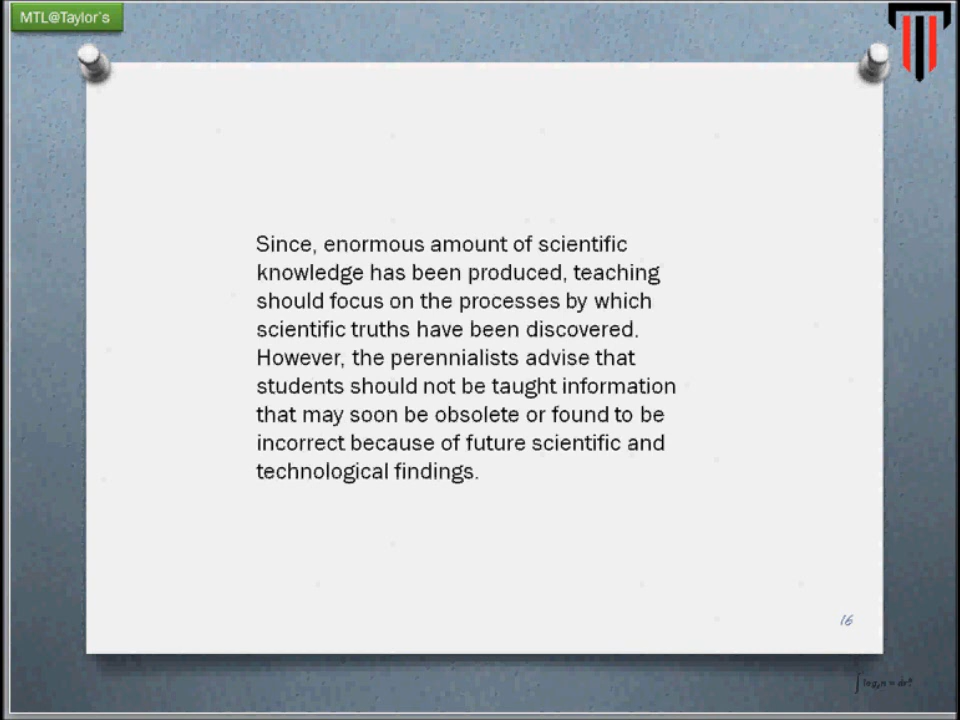 MTL@Taylor's
Since, enormous amount of scientific
knowledge has been produced, teaching
should focus on the processes by which
scientific truths have been discovered.
However, the perennialists advise that
students should not be taught information
that may soon be obsolete or found to be
incorrect because of future scientific and
technological findings.
16